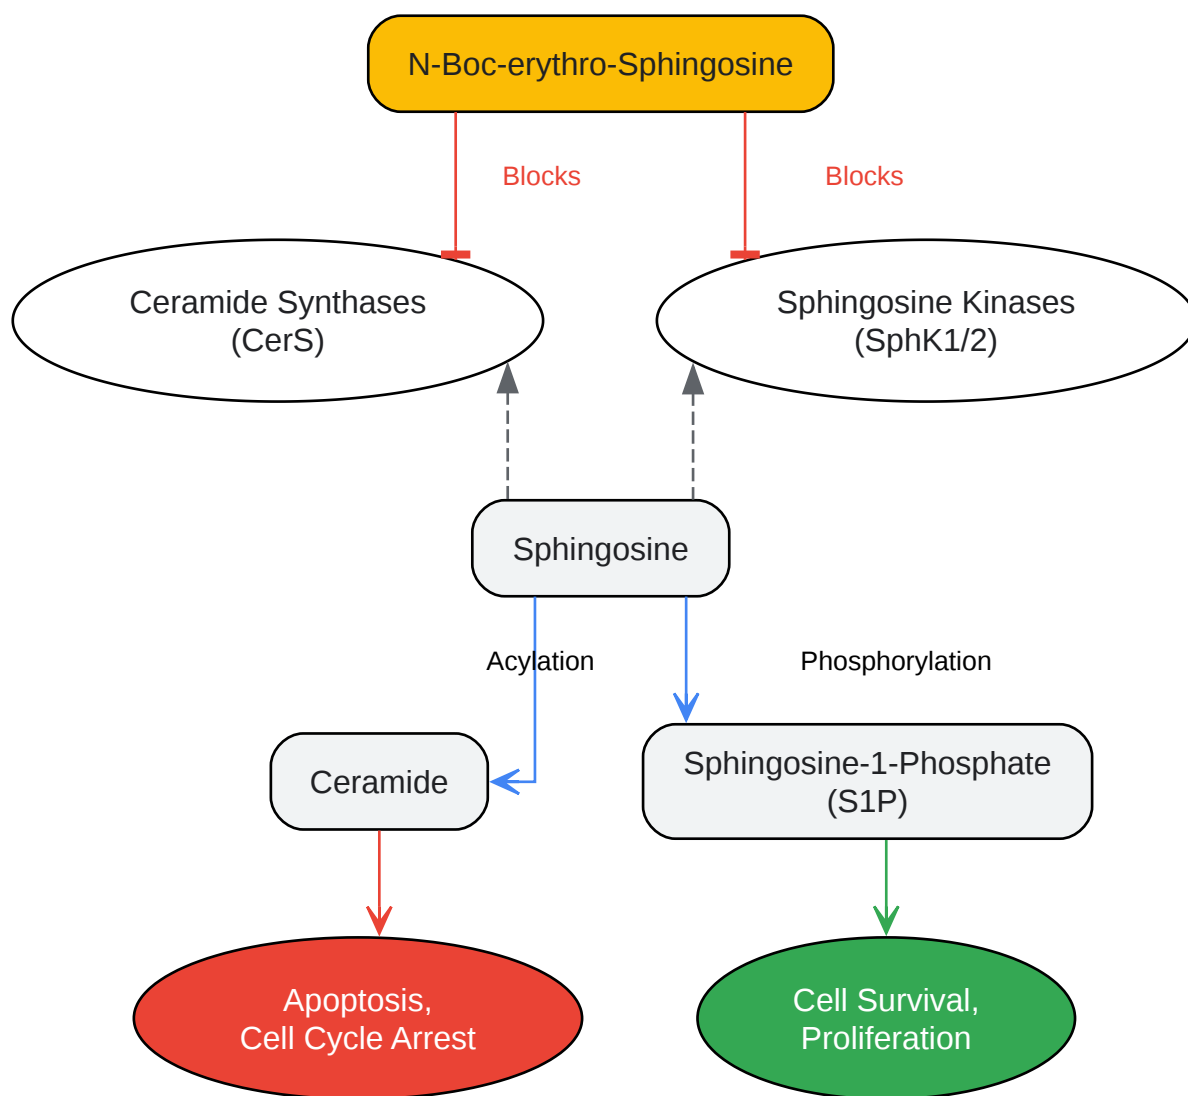 N-Boc-erythro-Sphingosine
Blocks
Blocks
Ceramide Synthases
(CerS)
Sphingosine Kinases
(SphK1/2)
Sphingosine
Acylation
Phosphorylation
Ceramide
Sphingosine-1-Phosphate
(S1P)
Apoptosis,
Cell Cycle Arrest
Cell Survival,
Proliferation